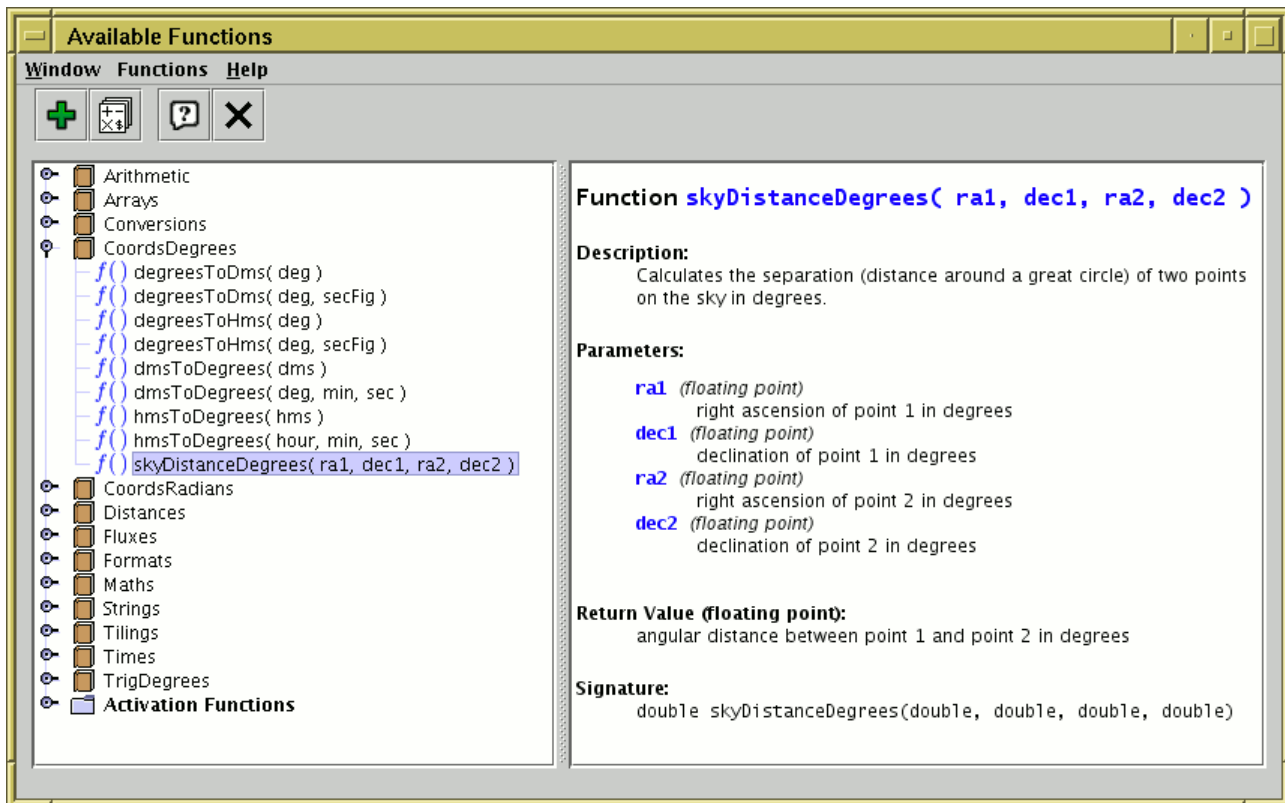 Available Functions
Window Functions Help
Arithmetic
Arrays
Conversions
CoordsDegrees
f() degreesToDms( deg )
f() degreesToDms( deg, secFig )
f() degreesToHms( deg )
f() degreesToHms( deg, secFig )
f() dmsToDegrees( dms )
f() dmsToDegrees( deg, min, sec )
f() hmsToDegrees( hms )
f() hmsToDegrees( hour, min, sec )
f() skyDistanceDegrees( ra1, dec1, ra2, dec2 )
CoordsRadians
Distances
Fluxes
Formats
Maths
Strings
Tilings
Times
TrigDegrees
Activation Functions
Function skyDistanceDegrees( ra1, dec1, ra2, dec2 )
Description:
Calculates the separation (distance around a great circle) of two points
on the sky in degrees.
Parameters:
ra1 (floating point)
right ascension of point 1 in degrees
dec1 (floating point)
declination of point 1 in degrees
ra2 (floating point)
right ascension of point 2 in degrees
dec2 (floating point)
declination of point 2 in degrees
Return Value (floating point):
angular distance between point 1 and point 2 in degrees
Signature:
double skyDistanceDegrees(double, double, double, double)